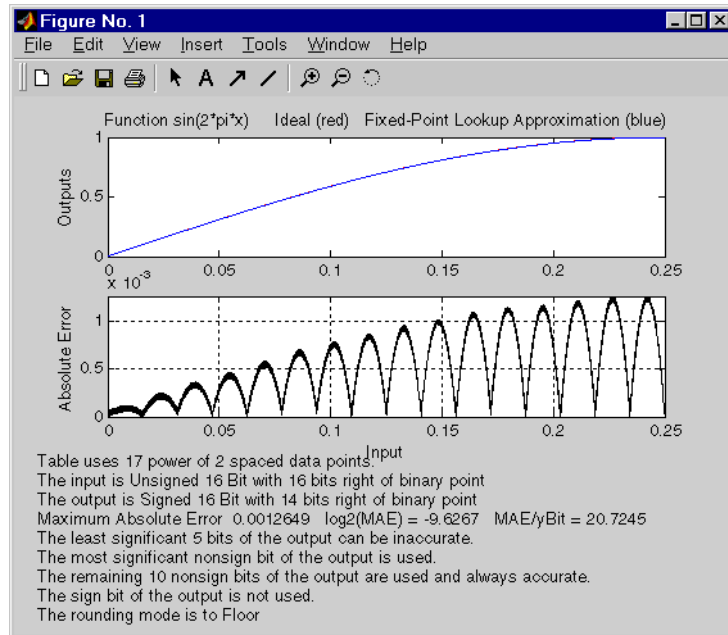 Figure No. 1
File Edit View Insert Tools Window Help
A
Function sin(2*pi*x) Ideal (red) Fixed-Point Lookup Approximation (blue)
1
0.5
0
Outputs
0 0.05 0.1 0.15 0.2 0.25
x 10^-3
1
0.5
0
Absolute Error
0 0.05 0.1 0.15 0.2 0.25
Input
Table uses 17 power of 2 spaced data points.
The input is Unsigned 16 Bit with 16 bits right of binary point
The output is Signed 16 Bit with 14 bits right of binary point
Maximum Absolute Error 0.0012649 log2(MAE) = -9.6267 MAE/yBit = 20.7245
The least significant 5 bits of the output can be inaccurate.
The most significant nonsign bit of the output is used.
The remaining 10 nonsign bits of the output are used and always accurate.
The sign bit of the output is not used.
The rounding mode is to Floor